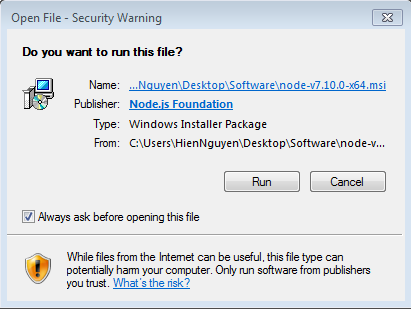 Open File - Security Warning
Do you want to run this file?
Name: ...Nguyen\Desktop\Software\node-v7.10.0-x64.msi
Publisher: Node.js Foundation
Type: Windows Installer Package
From: C:\Users\HienNguyen\Desktop\Software\node-v...
Run Cancel
Always ask before opening this file
While files from the Internet can be useful, this file type can
potentially harm your computer. Only run software from publishers
you trust. What's the risk?